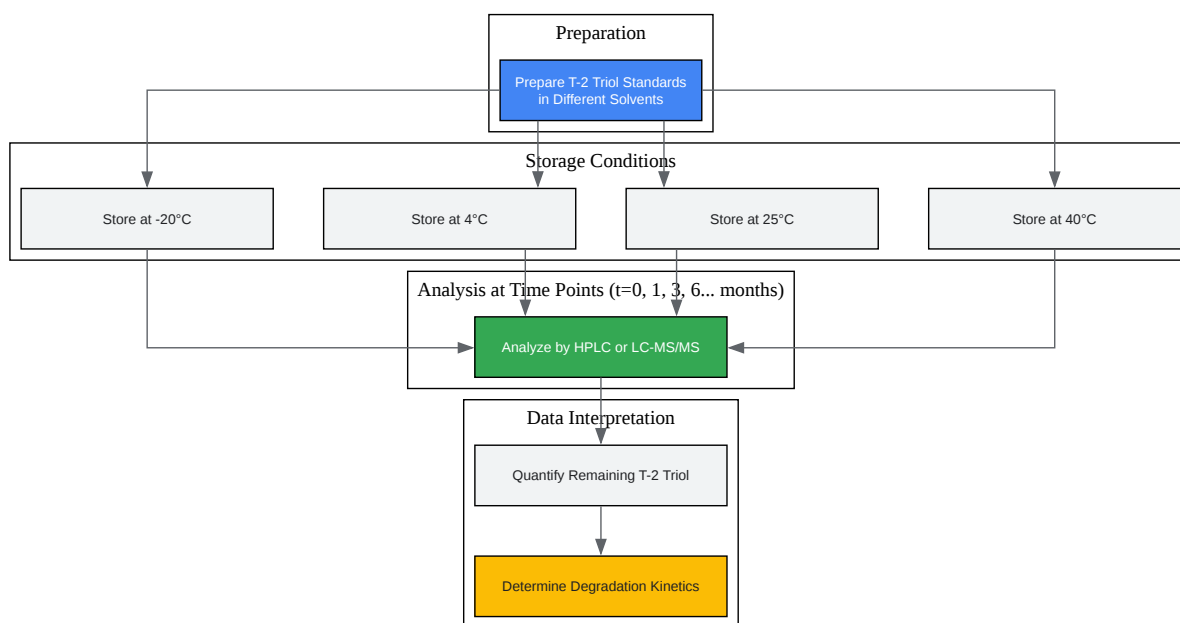 Preparation
Prepare T-2 Triol Standards
in Different Solvents
Storage Conditions
Store at -20°C
Store at 4°C
Store at 25°C
Store at 40°C
Analysis at Time Points (t=0, 1, 3, 6... months)
Analyze by HPLC or LC-MS/MS
Data Interpretation
Quantify Remaining T-2 Triol
Determine Degradation Kinetics